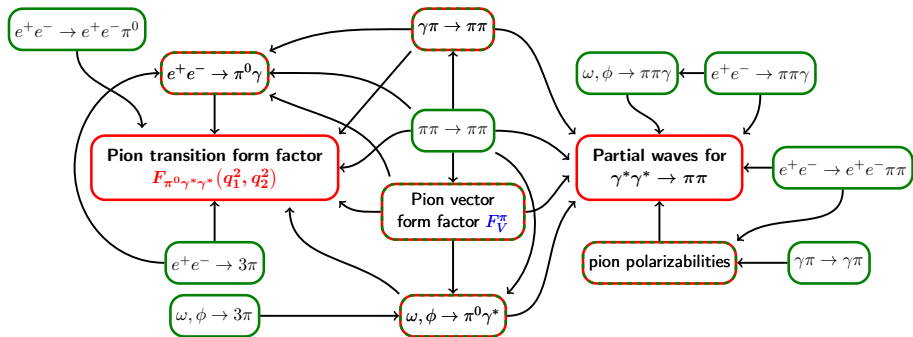 e⁺e⁻ → e⁺e⁻π⁰
γπ → ππ
e⁺e⁻ → π⁰γ
ω, φ → ππγ
e⁺e⁻ → ππγ
ππ → ππ
Pion transition form factor
F_{π⁰γ*γ*}(q₁², q₂²)
Partial waves for
γ*γ* → ππ
e⁺e⁻ → e⁺e⁻ππ
Pion vector
form factor F_V^π
e⁺e⁻ → 3π
pion polarizabilities
γπ → γπ
ω, φ → 3π
ω, φ → π⁰γ*